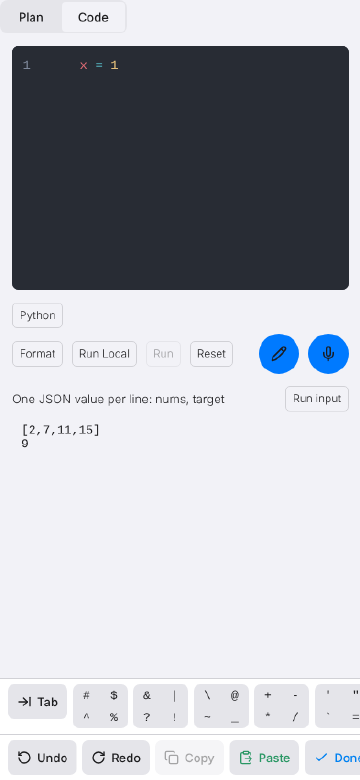 Plan Code
1 x = 1
Python
Format Run Local Run Reset
One JSON value per line: nums, target Run input
[2,7,11,15]
9
Tab # $ & | \ @ + - ' "
^ % ? ! ~ _ * / ` =
Undo Redo Copy Paste Done